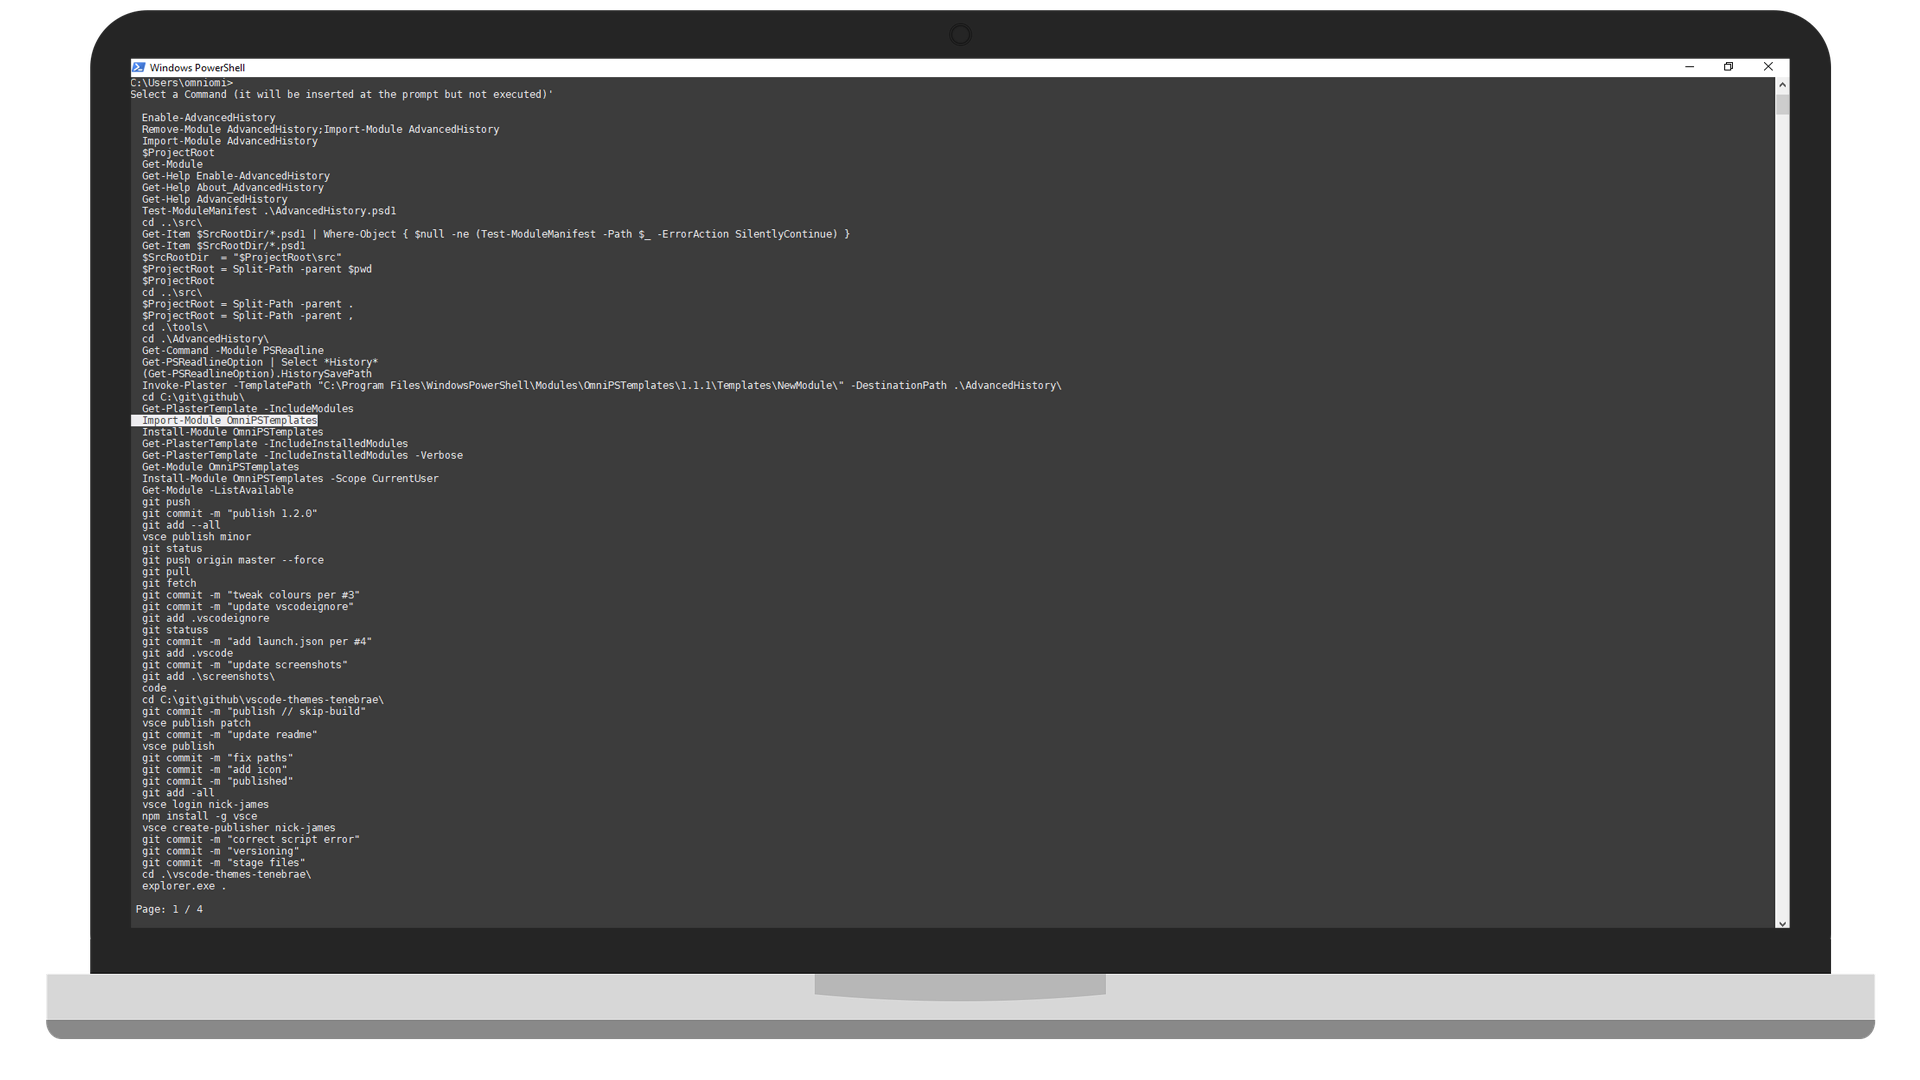 Windows PowerShell
C:\Users\omniomi>
Select a Command (it will be inserted at the prompt but not executed)'
Enable-AdvancedHistory
Remove-Module AdvancedHistory;Import-Module AdvancedHistory
Import-Module AdvancedHistory
$ProjectRoot
Get-Module
Get-Help Enable-AdvancedHistory
Get-Help About_AdvancedHistory
Get-Help AdvancedHistory
Test-ModuleManifest .\AdvancedHistory.psd1
cd ..\src\
Get-Item $SrcRootDir/*.psd1 | Where-Object { $null -ne (Test-ModuleManifest -Path $_ -ErrorAction SilentlyContinue) }
Get-Item $SrcRootDir/*.psd1
$SrcRootDir  = "$ProjectRoot\src"
$ProjectRoot = Split-Path -parent $pwd
$ProjectRoot
cd ..\src\
$ProjectRoot = Split-Path -parent .
$ProjectRoot = Split-Path -parent ,
cd .\tools\
cd .\AdvancedHistory\
Get-Command -Module PSReadline
Get-PSReadlineOption | Select *History*
(Get-PSReadlineOption).HistorySavePath
Invoke-Plaster -TemplatePath "C:\Program Files\WindowsPowerShell\Modules\OmniPSTemplates\1.1.1\Templates\NewModule\" -DestinationPath .\AdvancedHistory\
cd C:\git\github\
Get-PlasterTemplate -IncludeModules
Import-Module OmniPSTemplates
Install-Module OmniPSTemplates
Get-PlasterTemplate -IncludeInstalledModules
Get-PlasterTemplate -IncludeInstalledModules -Verbose
Get-Module OmniPSTemplates
Install-Module OmniPSTemplates -Scope CurrentUser
Get-Module -ListAvailable
git push
git commit -m "publish 1.2.0"
git add --all
vsce publish minor
git status
git push origin master --force
git pull
git fetch
git commit -m "tweak colours per #3"
git commit -m "update vscodeignore"
git add .vscodeignore
git statuss
git commit -m "add launch.json per #4"
git add .vscode
git commit -m "update screenshots"
git add .\screenshots\
code .
cd C:\git\github\vscode-themes-tenebrae\
git commit -m "publish // skip-build"
vsce publish patch
git commit -m "update readme"
vsce publish
git commit -m "fix paths"
git commit -m "add icon"
git commit -m "published"
git add -all
vsce login nick-james
npm install -g vsce
vsce create-publisher nick-james
git commit -m "correct script error"
git commit -m "versioning"
git commit -m "stage files"
cd .\vscode-themes-tenebrae\
explorer.exe .
Page: 1 / 4